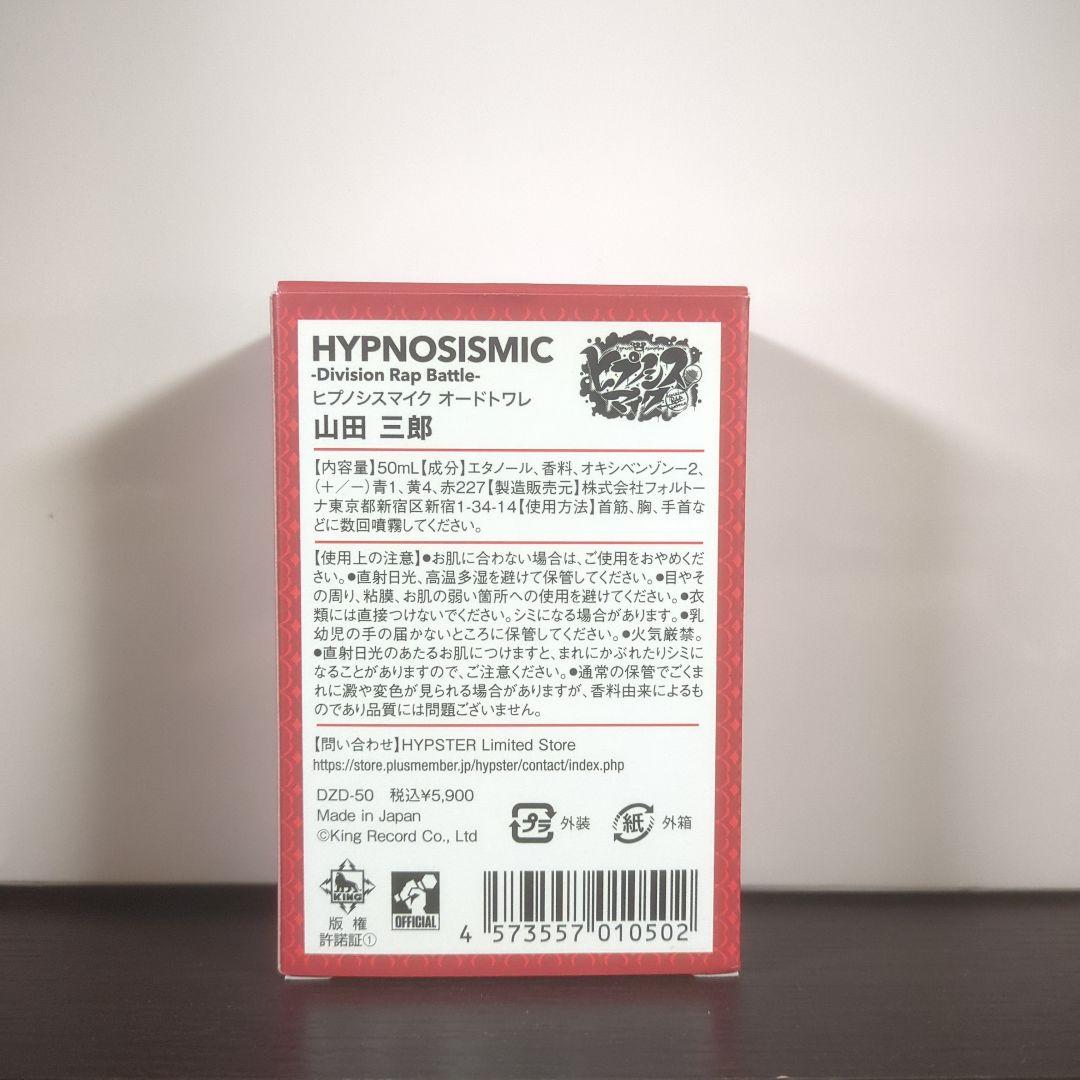 HYPNOSISMIC
-Division Rap Battle-
ヒプノシスマイク オードトワレ
山田 三郎
ヒプノシス
マイク
【内容量】50mL【成分】エタノール、香料、オキシベンゾン－2、
(＋／－)青1、黄4、赤227【製造販売元】株式会社フォルトー
ナ東京都新宿区新宿1-34-14【使用方法】首筋、胸、手首な
どに数回噴霧してください。
【使用上の注意】●お肌に合わない場合は、ご使用をおやめくだ
さい。●直射日光、高温多湿を避けて保管してください。●目やそ
の周り、粘膜、お肌の弱い箇所への使用を避けてください。●衣
類には直接つけないでください。シミになる場合があります。●乳
幼児の手の届かないところに保管してください。●火気厳禁。
●直射日光のあたるお肌につけますと、まれにかぶれたりシミに
なることがありますので、ご注意ください。●通常の保管でごくま
れに澱や変色が見られる場合がありますが、香料由来によるも
のであり品質には問題ございません。
【問い合わせ】HYPSTER Limited Store
https://store.plusmember.jp/hypster/contact/index.php
DZD-50 税込¥5,900
Made in Japan
©King Record Co., Ltd
プラ 外装 紙 外箱
KING
版権
許諾証①
OFFICIAL
4 573557 010502